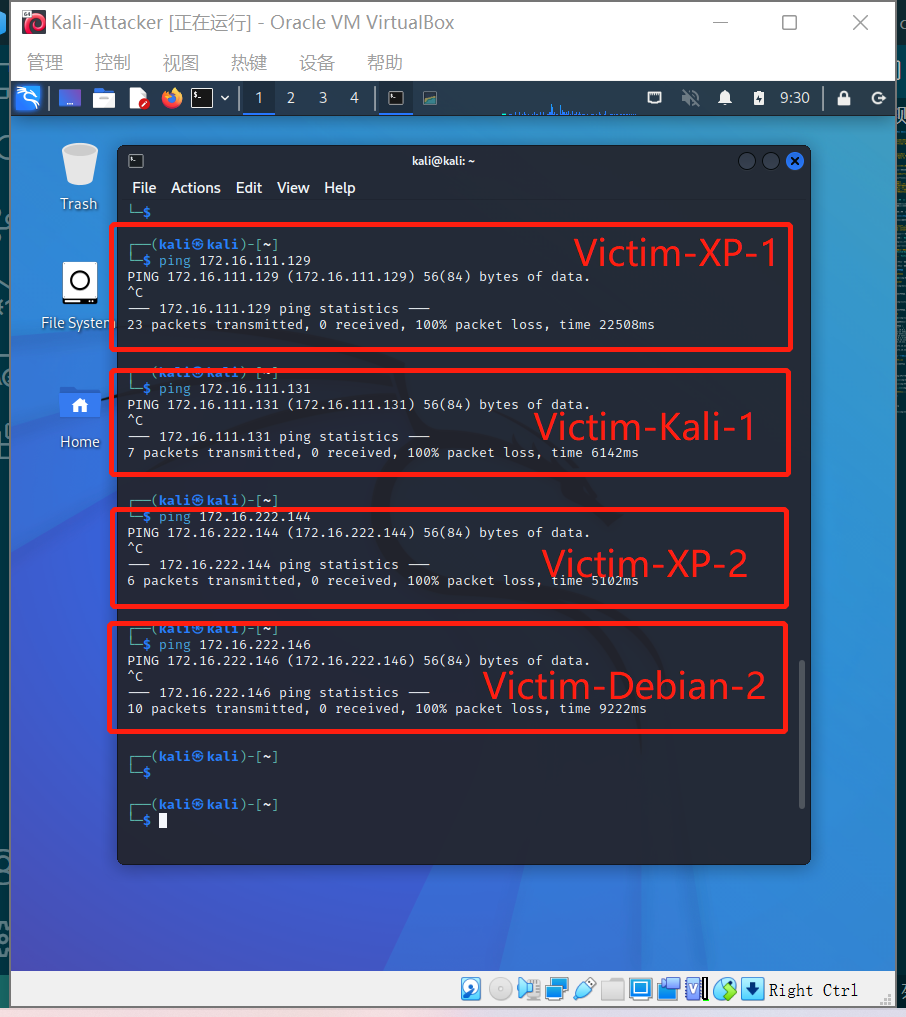 Kali-Attacker [正在运行] - Oracle VM VirtualBox
管理 控制 视图 热键 设备 帮助
1 2 3 4 9:30
kali@kali: ~
File Actions Edit View Help
Trash
File System
Home
└─$
┌──(kali㉿kali)-[~]
└─$ ping 172.16.111.129
PING 172.16.111.129 (172.16.111.129) 56(84) bytes of data.
^C
--- 172.16.111.129 ping statistics ---
23 packets transmitted, 0 received, 100% packet loss, time 22508ms
Victim-XP-1
┌──(kali㉿kali)-[~]
└─$ ping 172.16.111.131
PING 172.16.111.131 (172.16.111.131) 56(84) bytes of data.
^C
--- 172.16.111.131 ping statistics ---
7 packets transmitted, 0 received, 100% packet loss, time 6142ms
Victim-Kali-1
┌──(kali㉿kali)-[~]
└─$ ping 172.16.222.144
PING 172.16.222.144 (172.16.222.144) 56(84) bytes of data.
^C
--- 172.16.222.144 ping statistics ---
6 packets transmitted, 0 received, 100% packet loss, time 5102ms
Victim-XP-2
┌──(kali㉿kali)-[~]
└─$ ping 172.16.222.146
PING 172.16.222.146 (172.16.222.146) 56(84) bytes of data.
^C
--- 172.16.222.146 ping statistics ---
10 packets transmitted, 0 received, 100% packet loss, time 9222ms
Victim-Debian-2
┌──(kali㉿kali)-[~]
└─$
┌──(kali㉿kali)-[~]
└─$
Right Ctrl